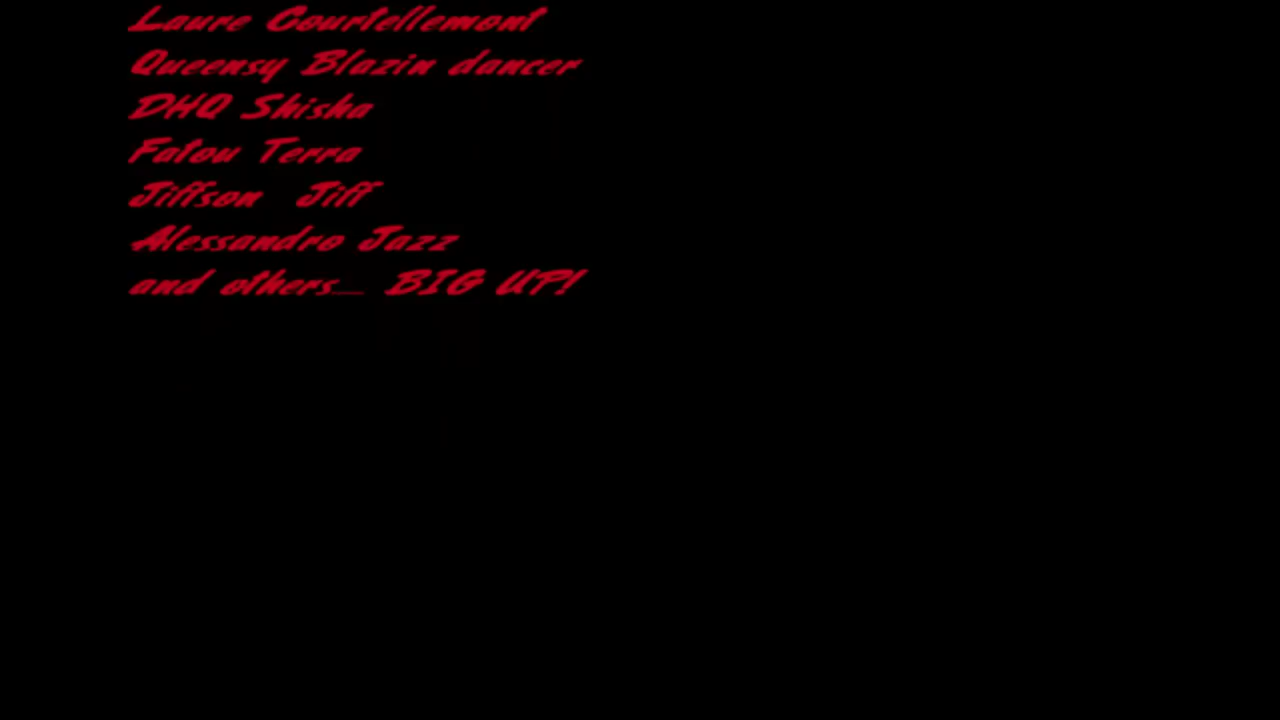 Laure Courtellemont
Queensy Blazin dancer
DHQ Shisha
Fatou Terra
Jiffson  Jiff
Alessandro Jazz
and others... BIG UP!